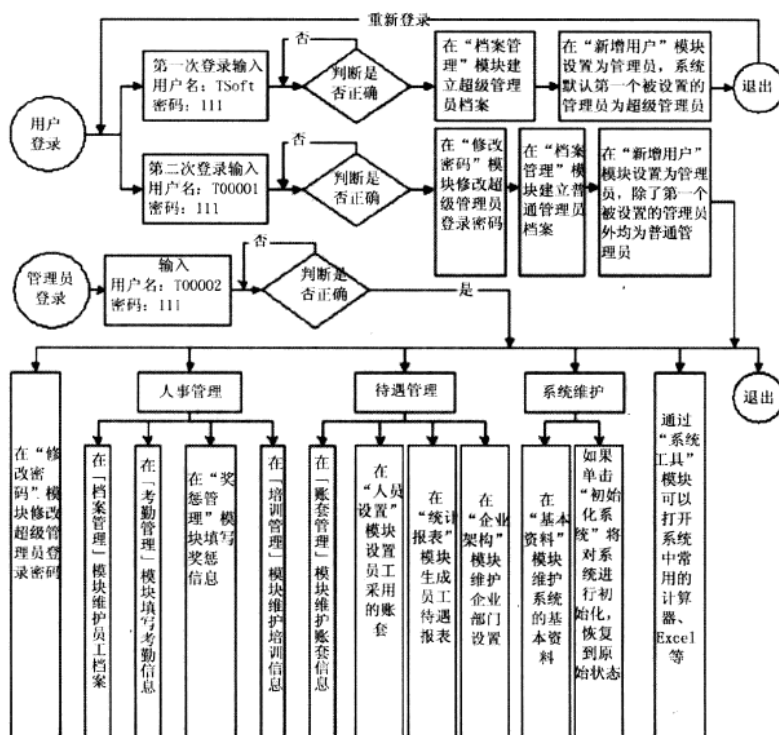 重新登录
否
第一次登录输入
用户名：TSoft
密码：111
判断是
否正确
在“档案管
理”模块建
立超级管理
员档案
在“新增用户”模块
设置为管理员，系统
默认第一个被设置的
管理员为超级管理员
退出
用户
登录
否
第二次登录输入
用户名：T00001
密码：111
判断是
否正确
在“修改
密码”模
块修改超
级管理员
登录密码
在“档案
管理”模
块建立普
通管理员
档案
在“新增用户”
模块设置为管理
员，除了第一个
被设置的管理员
外均为普通管
理员
否
管理员
登录
输入
用户名：T00002
密码：111
判断是
否正确
是
人事管理
待遇管理
系统维护
退出
在“修
改密
码”模
块修改
超级管
理员登
录密码
在「档案管理」模块维护员工档案
在「考勤管理」模块填写考勤信息
在“奖
惩管
理”模
块填写
奖惩
信息
在「培训管理」模块维护培训信息
在「账套管理」模块维护账套信息
在
“人员
设置”
模块
设置
员工
采用
的账
套
在
“统计
报表”
模块
生成
员工
待遇
报表
在
“企业
架构”
模块
维护
企业
部门
设置
在
“基本
资料”
模块
维护
系统
的基
本资
料
如果
单击
“初始
化系
统”将
对系
统进
行初
始化，
恢复
到原
始状态
通过
“系统
工具”
模块
可以
打开
系统
中常
用的
计算
器、
Excel
等